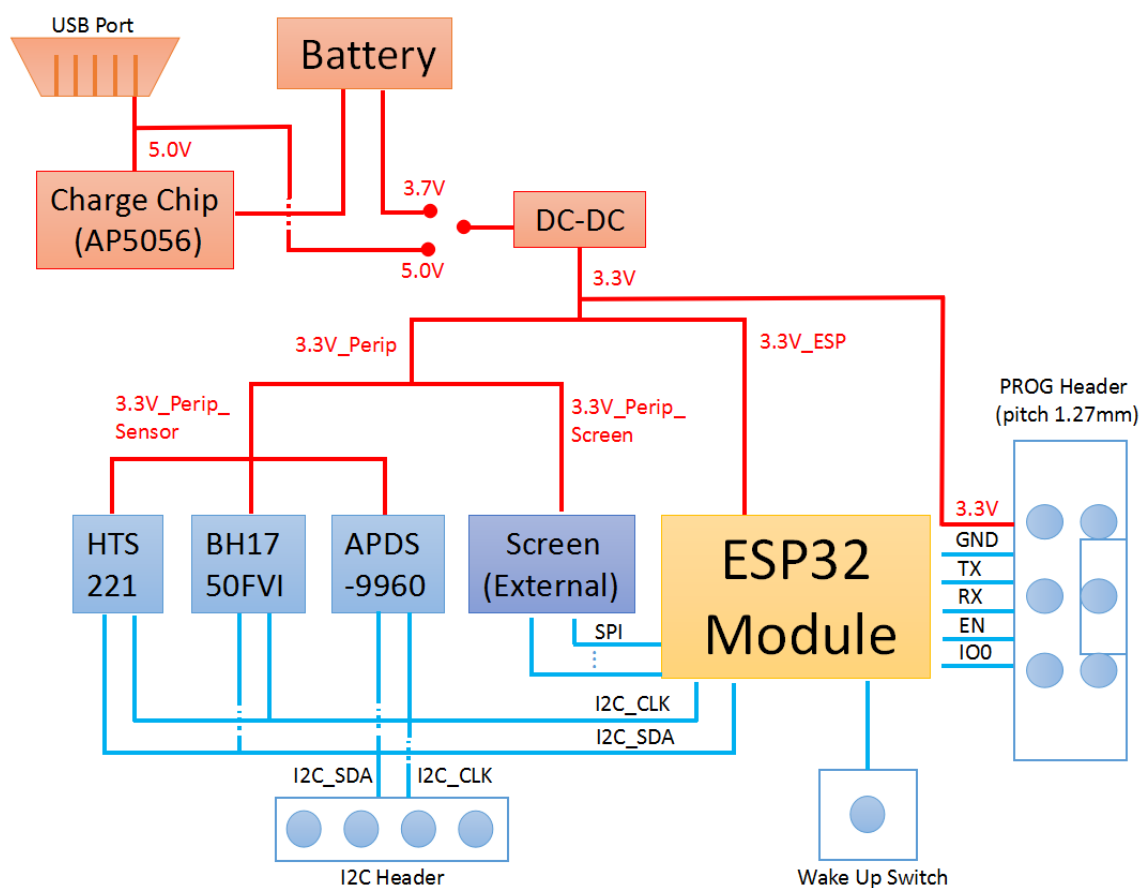 USB Port
Battery
5.0V
Charge Chip
(AP5056)
3.7V
5.0V
DC-DC
3.3V
3.3V_Perip
3.3V_ESP
3.3V_Perip_
Sensor
3.3V_Perip_
Screen
PROG Header
(pitch 1.27mm)
HTS
221
BH17
50FVI
APDS
-9960
Screen
(External)
ESP32
Module
3.3V
GND
TX
RX
EN
IO0
SPI
I2C_CLK
I2C_SDA
I2C_SDA
I2C_CLK
I2C Header
Wake Up Switch